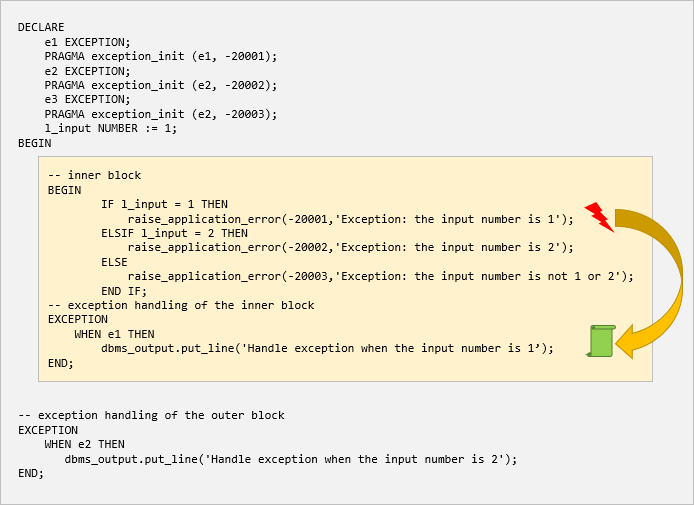 DECLARE
    e1 EXCEPTION;
    PRAGMA exception_init (e1, -20001);
    e2 EXCEPTION;
    PRAGMA exception_init (e2, -20002);
    e3 EXCEPTION;
    PRAGMA exception_init (e2, -20003);
    l_input NUMBER := 1;
BEGIN
-- inner block
BEGIN
        IF l_input = 1 THEN
            raise_application_error(-20001,'Exception: the input number is 1');
        ELSIF l_input = 2 THEN
            raise_application_error(-20002,'Exception: the input number is 2');
        ELSE
            raise_application_error(-20003,'Exception: the input number is not 1 or 2');
        END IF;
-- exception handling of the inner block
EXCEPTION
    WHEN e1 THEN
        dbms_output.put_line('Handle exception when the input number is 1’);
END;
-- exception handling of the outer block
EXCEPTION
    WHEN e2 THEN
       dbms_output.put_line('Handle exception when the input number is 2');
END;